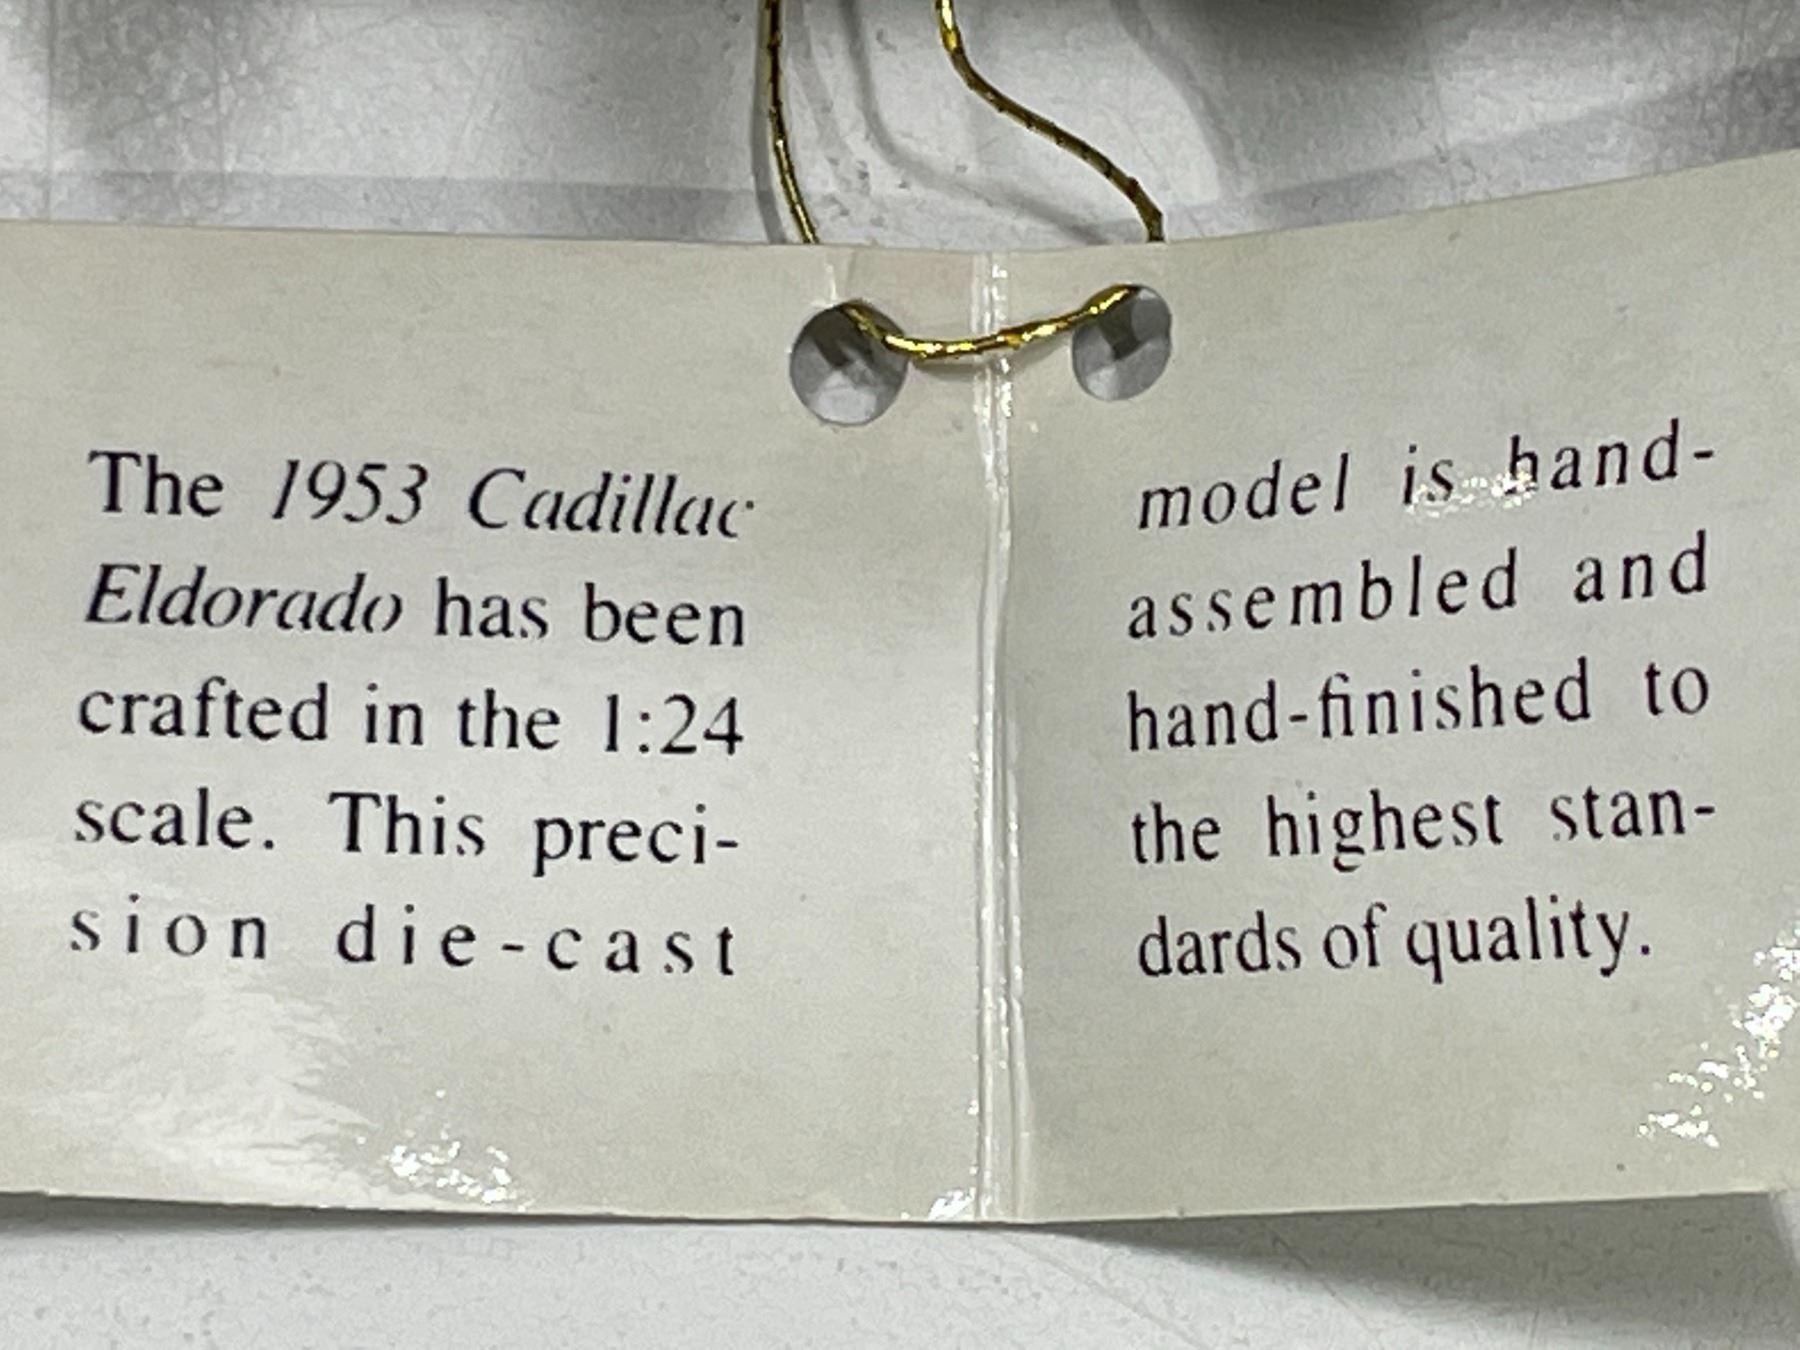 The 1953 Cadillac
Eldorado has been
crafted in the 1:24
scale. This preci-
sion die-cast
model is hand-
assembled and
hand-finished to
the highest stan-
dards of quality.